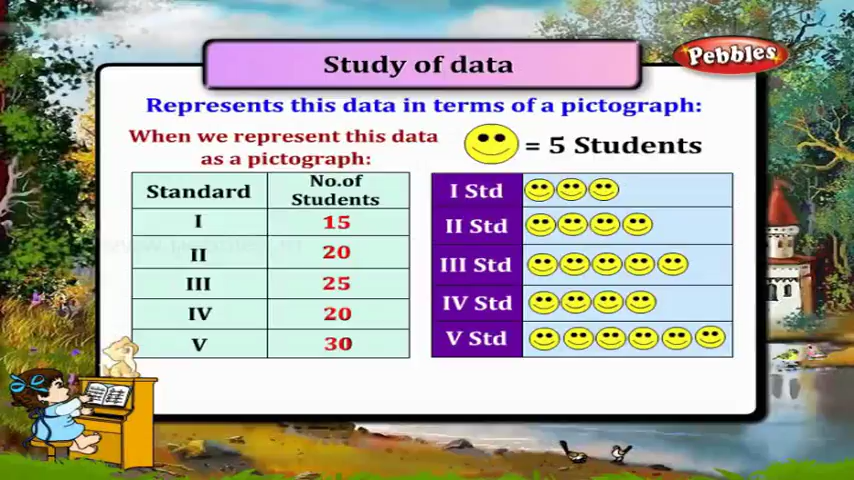 Study of data
Pebbles
Represents this data in terms of a pictograph:
When we represent this data
as a pictograph:
= 5 Students
Standard No.of Students
I 15
II 20
III 25
IV 20
V 30
I Std
II Std
III Std
IV Std
V Std